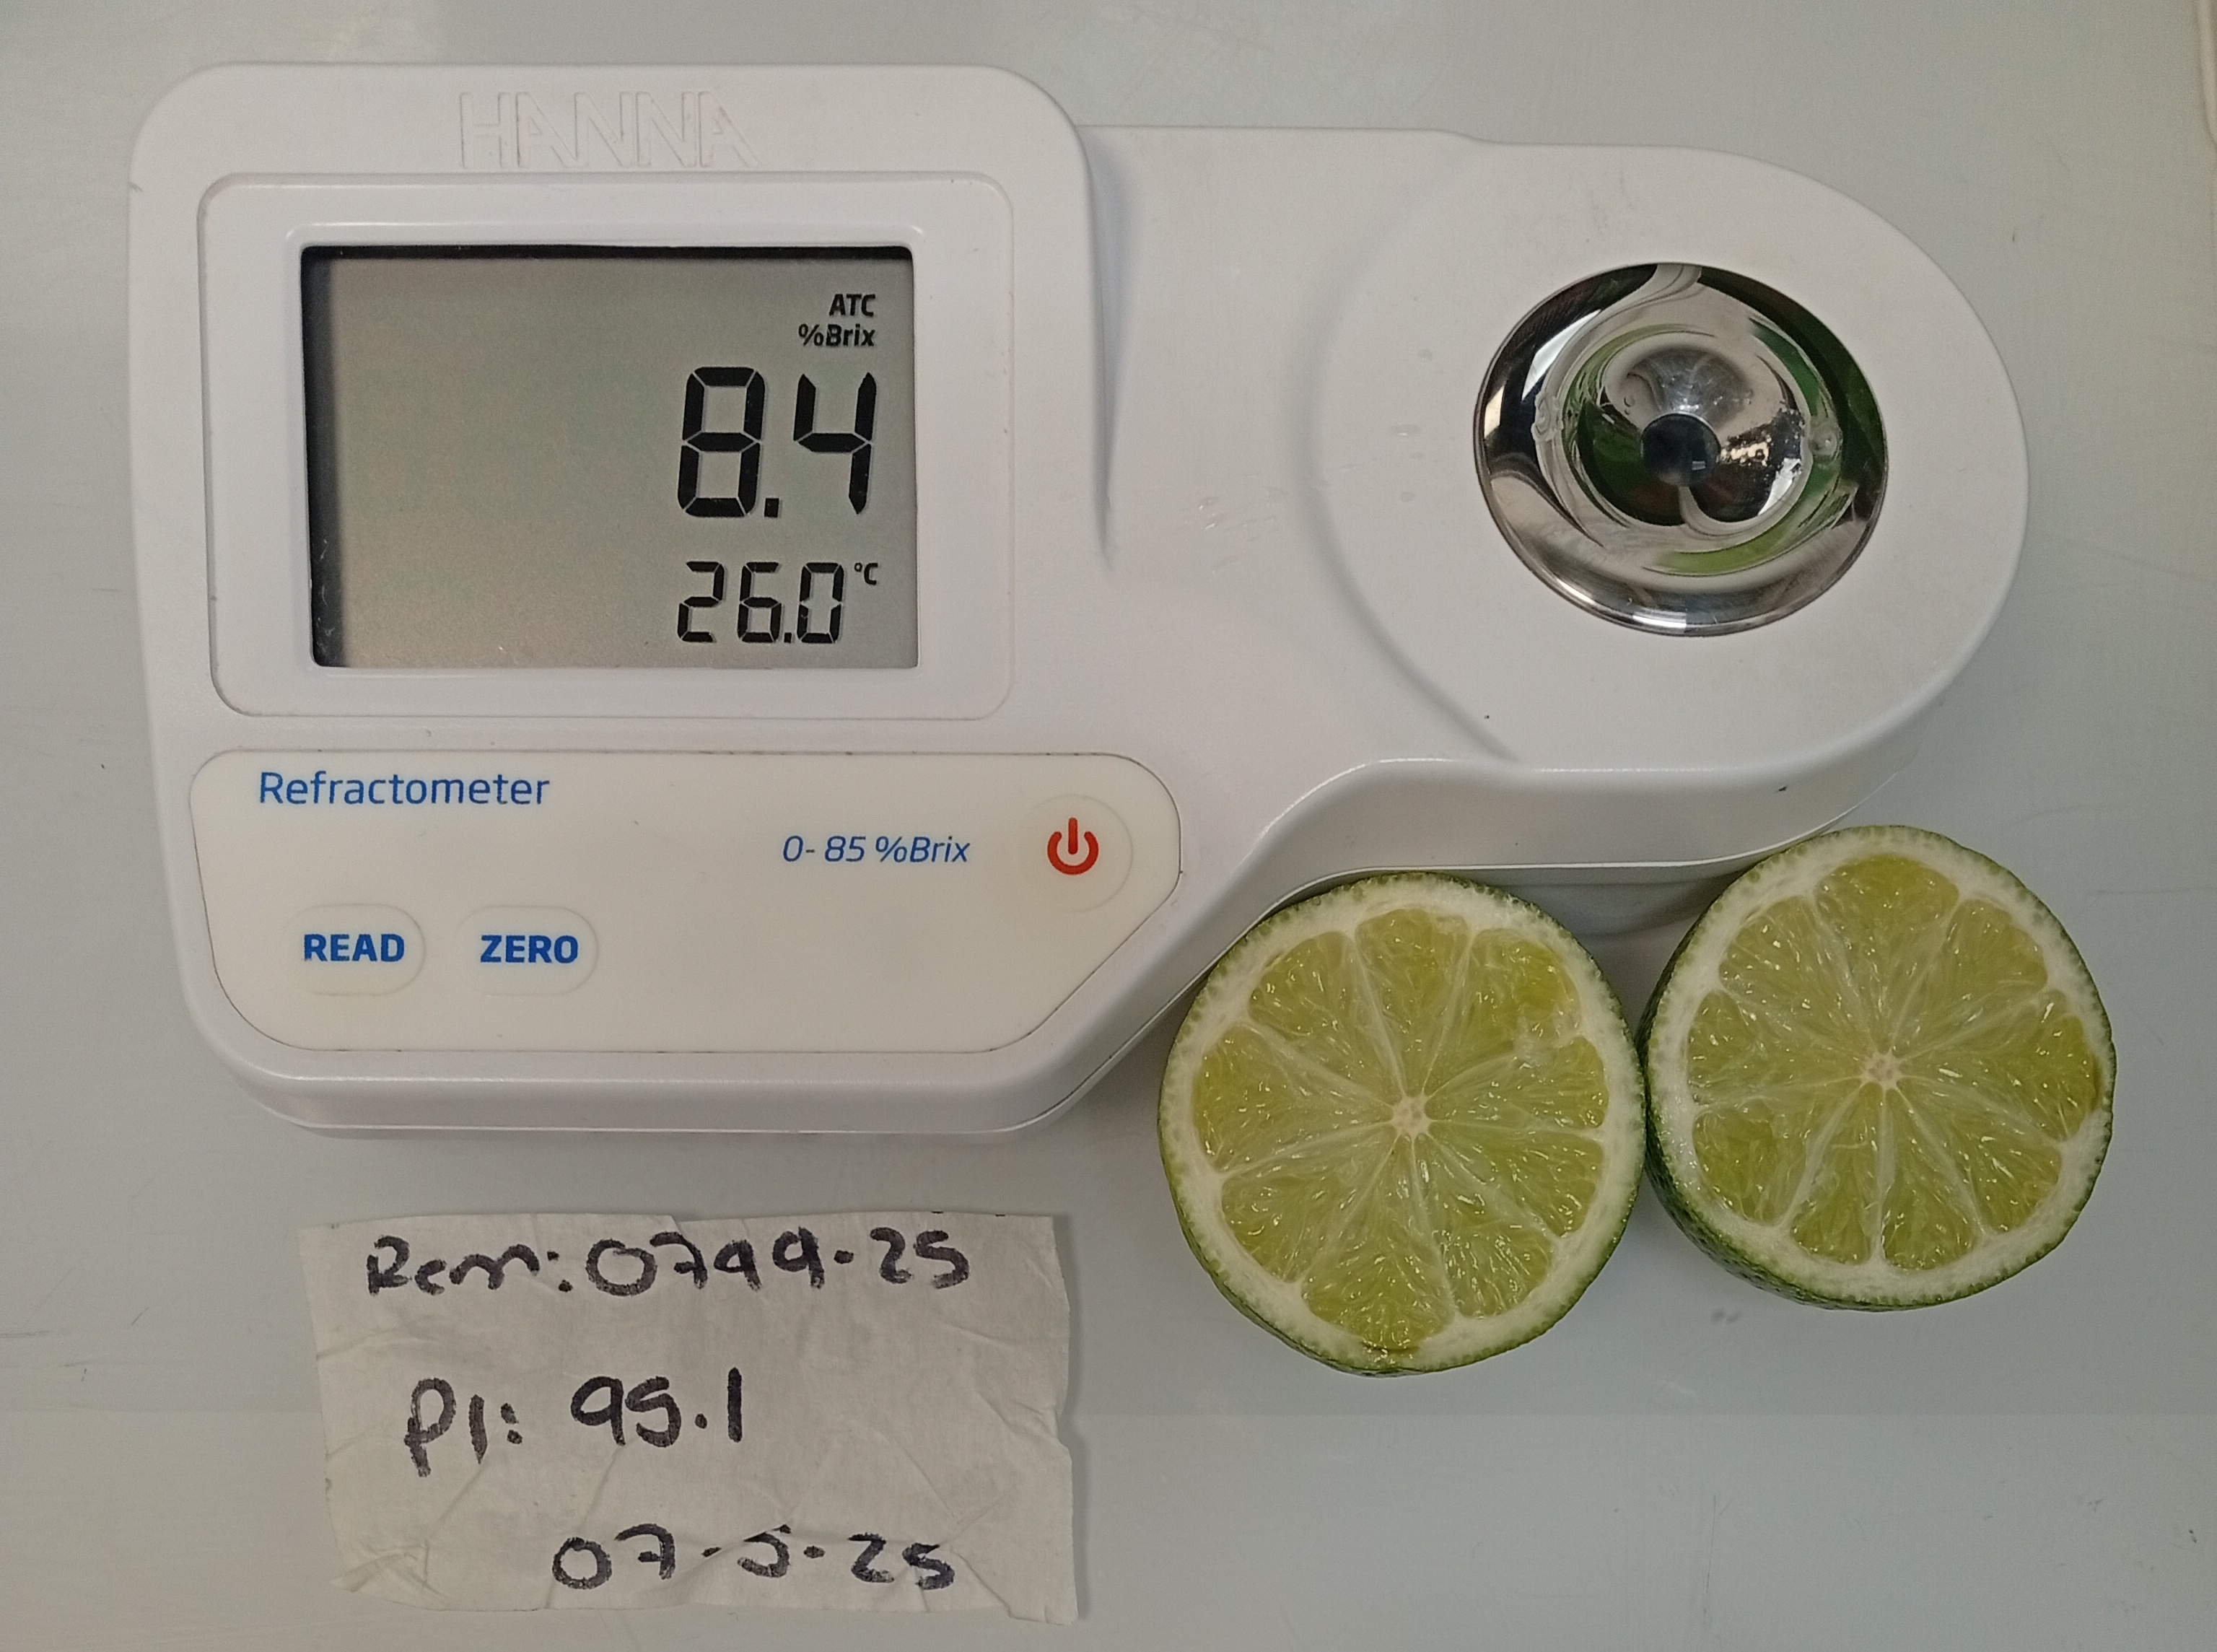 HANNA
ATC
%Brix
8.4
26.0 °C
Refractometer
0-85 %Brix
READ ZERO
Rem: 0799-25
P1: 95.1
07-5-25